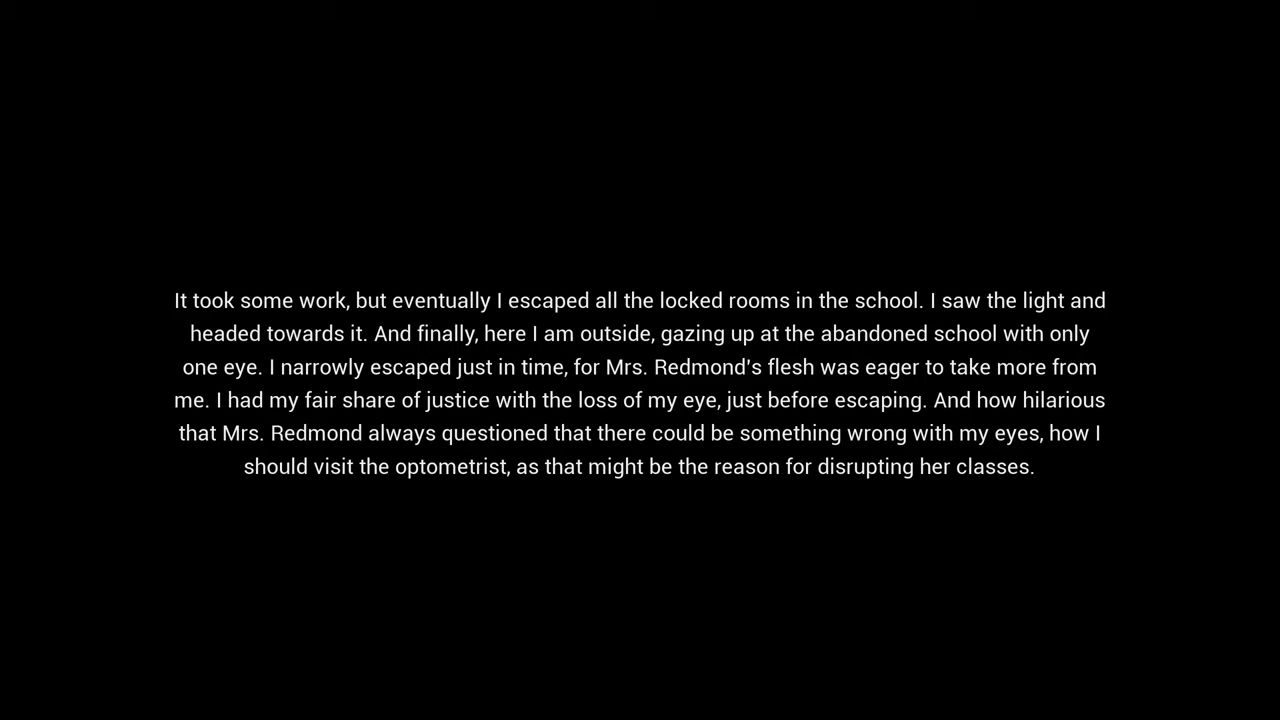 It took some work, but eventually I escaped all the locked rooms in the school. I saw the light and
headed towards it. And finally, here I am outside, gazing up at the abandoned school with only
one eye. I narrowly escaped just in time, for Mrs. Redmond's flesh was eager to take more from
me. I had my fair share of justice with the loss of my eye, just before escaping. And how hilarious
that Mrs. Redmond always questioned that there could be something wrong with my eyes, how I
should visit the optometrist, as that might be the reason for disrupting her classes.